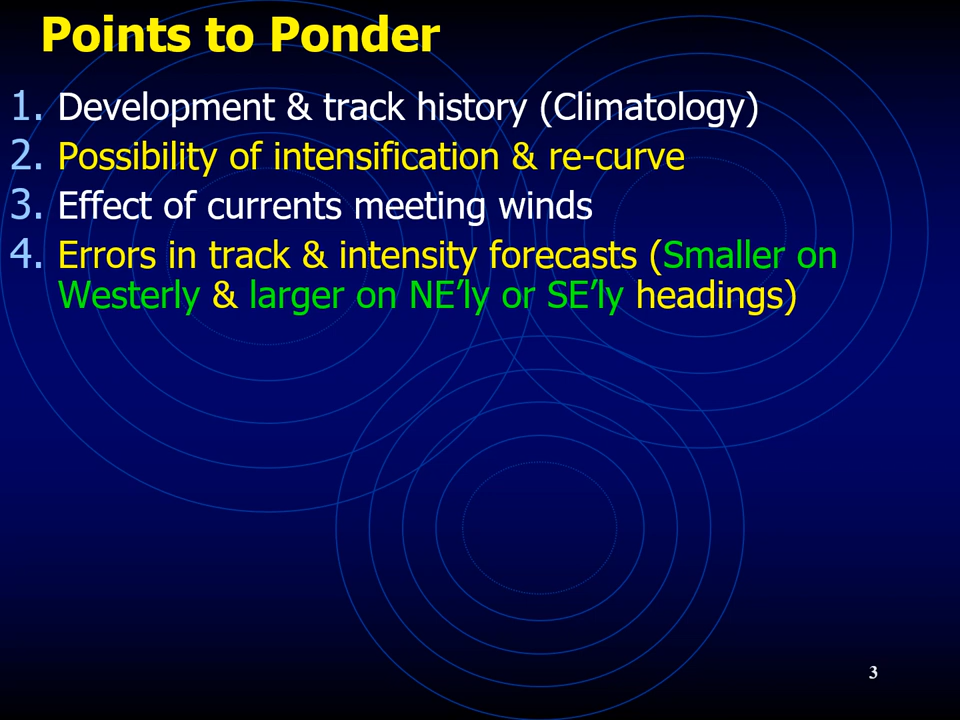 Points to Ponder
1. Development & track history (Climatology)
2. Possibility of intensification & re-curve
3. Effect of currents meeting winds
4. Errors in track & intensity forecasts (Smaller on
Westerly & larger on NE’ly or SE’ly headings)
3